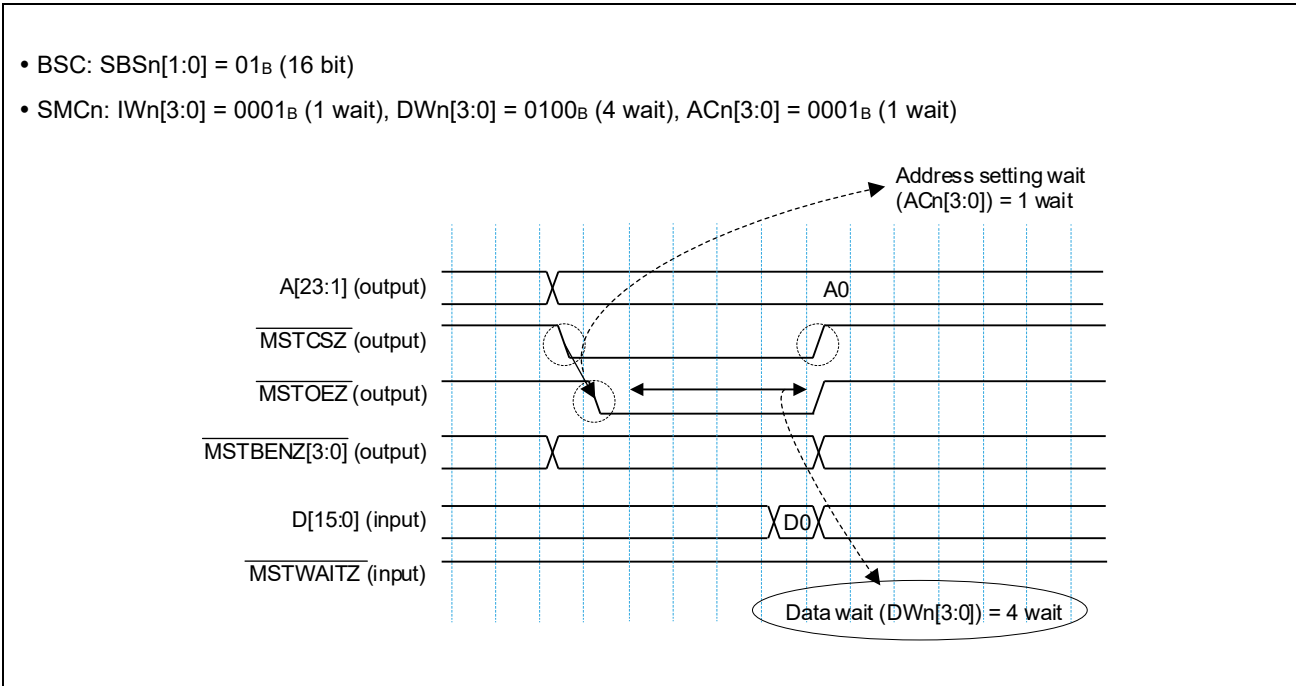 • BSC: SBSn[1:0] = 01B (16 bit)
• SMCn: IWn[3:0] = 0001B (1 wait), DWn[3:0] = 0100B (4 wait), ACn[3:0] = 0001B (1 wait)
Address setting wait
(ACn[3:0]) = 1 wait
A[23:1] (output)
A0
MSTCSZ (output)
MSTOEZ (output)
MSTBENZ[3:0] (output)
D[15:0] (input)
D0
MSTWAITZ (input)
Data wait (DWn[3:0]) = 4 wait